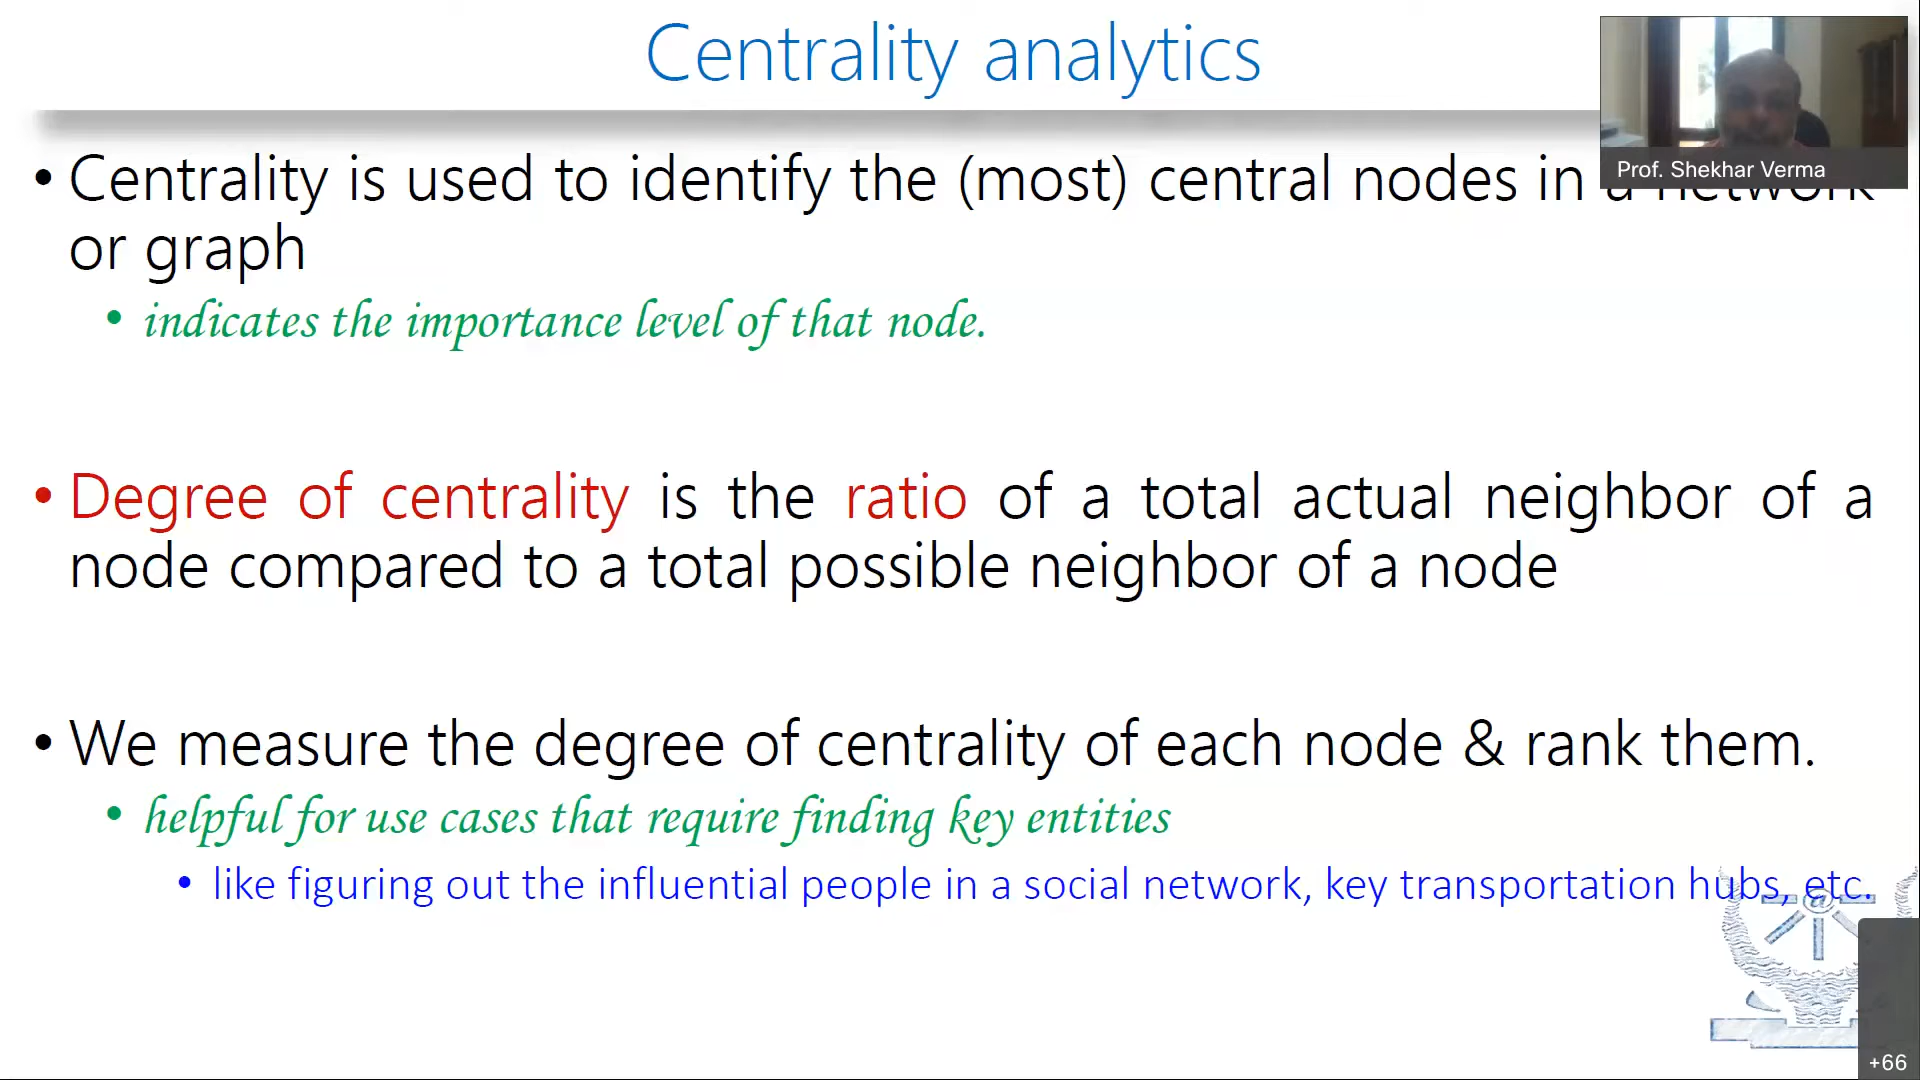 Centrality analytics
• Centrality is used to identify the (most) central nodes in a network
or graph
• indicates the importance level of that node.
• Degree of centrality is the ratio of a total actual neighbor of a
node compared to a total possible neighbor of a node
• We measure the degree of centrality of each node & rank them.
• helpful for use cases that require finding key entities
• like figuring out the influential people in a social network, key transportation hubs, etc.
Prof. Shekhar Verma
@
+66